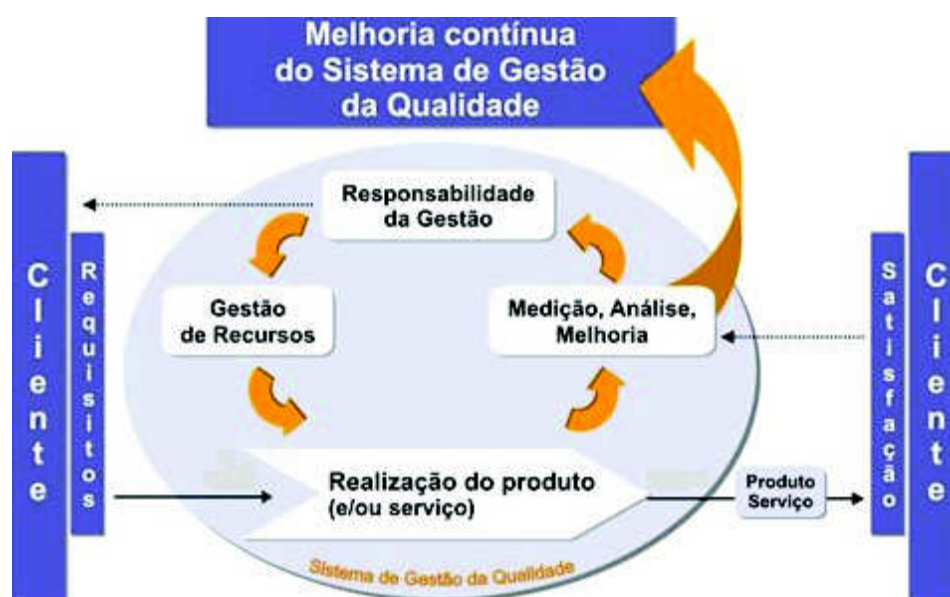 Melhoria contínua
do Sistema de Gestão
da Qualidade
Responsabilidade
da Gestão
Cliente
Requisitos
Gestão
de Recursos
Medição, Análise,
Melhoria
Satisfação
Cliente
Realização do produto
(e/ou serviço)
Produto
Serviço
Sistema de Gestão da Qualidade